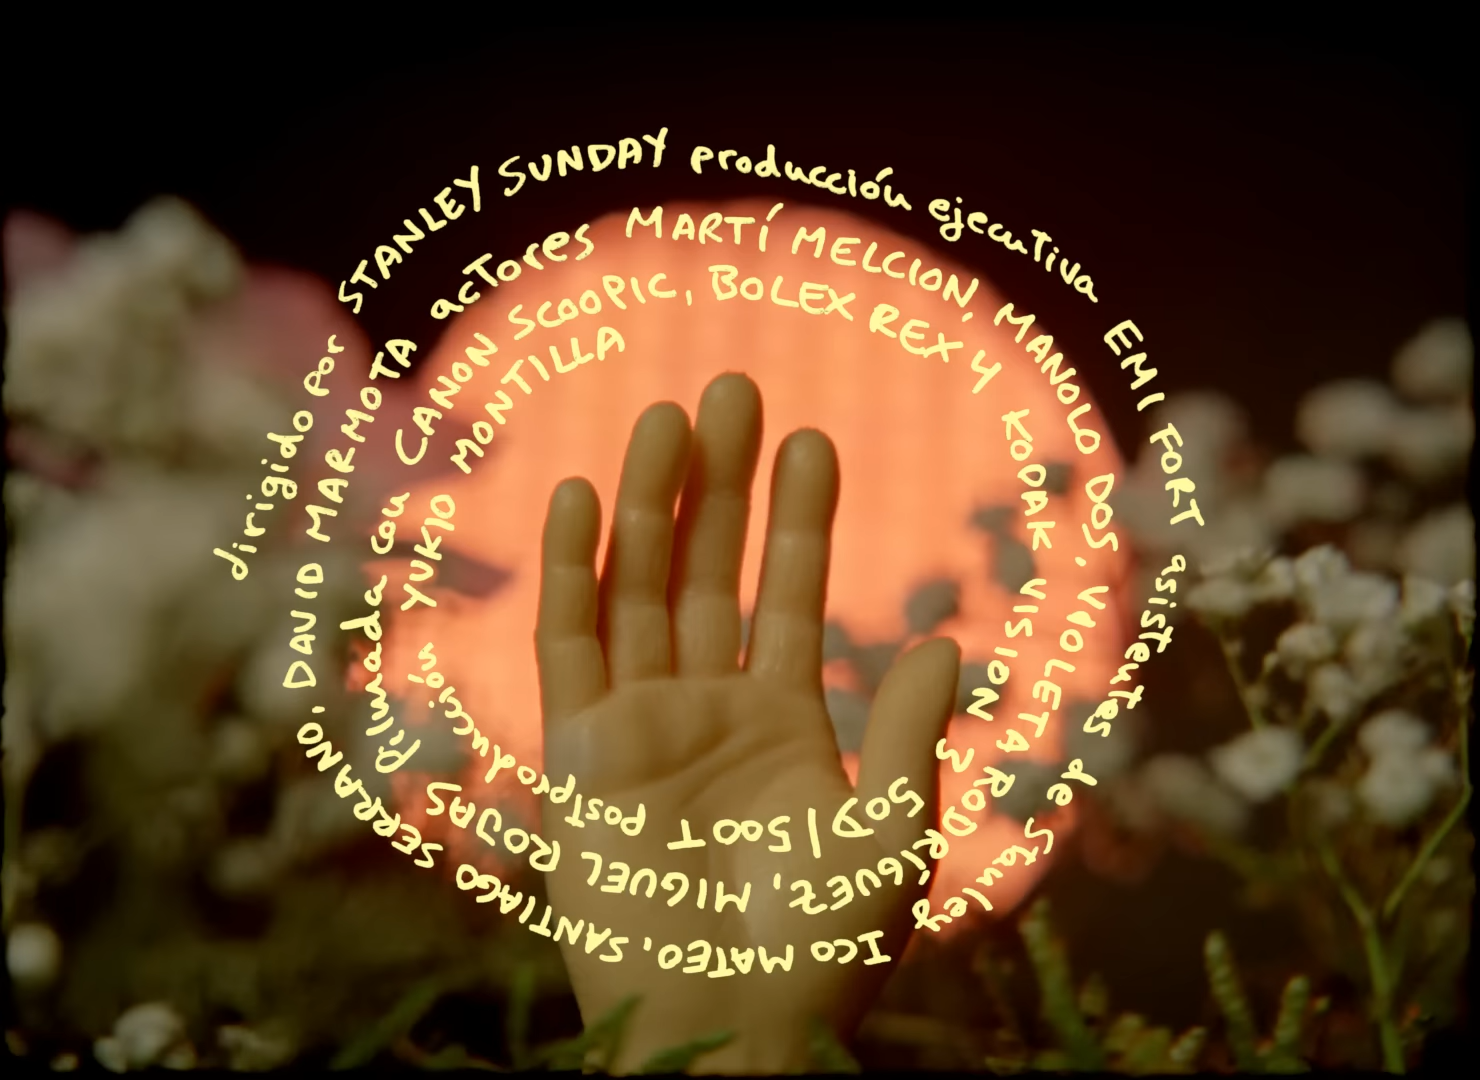 dirigido por STANLEY SUNDAY producción ejecutiva EMI FORT asistentes de Stanley ICO MATEO, SANTIAGO SERRANO, DAVID MARMOTA actores MARTÍ MELCION, MANOLO DOS, VIOLETA RODRÍGUEZ, MIGUEL ROJAS filmada con CANON SCOOPIC, BOLEX REX 4 KODAK VISION 3 50D/500T postproducción YUKIO MONTILLA